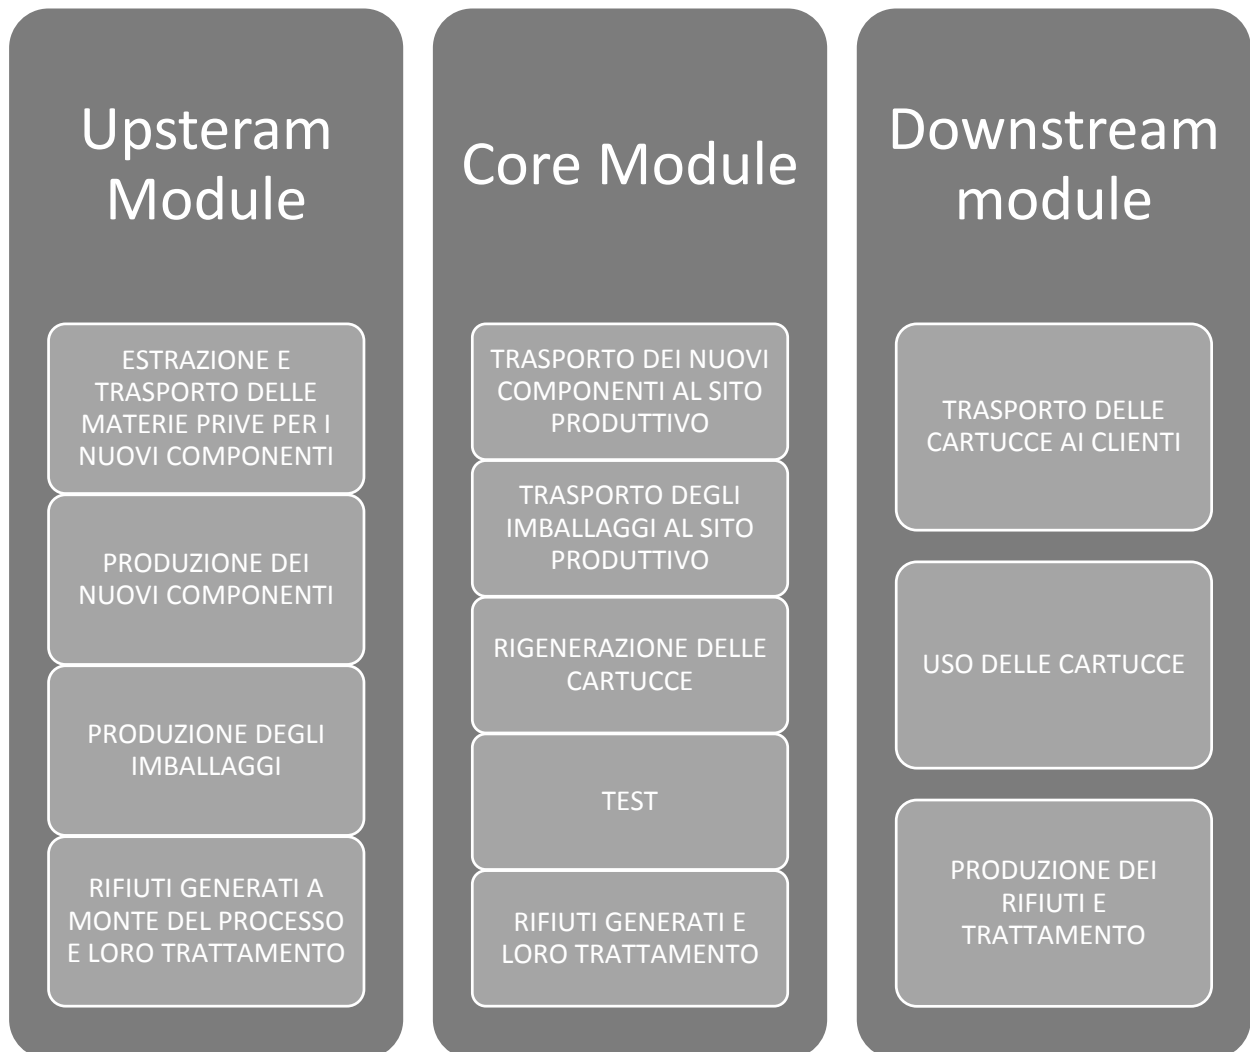 Upsteram
Module
ESTRAZIONE E
TRASPORTO DELLE
MATERIE PRIVE PER I
NUOVI COMPONENTI
PRODUZIONE DEI
NUOVI COMPONENTI
PRODUZIONE DEGLI
IMBALLAGGI
RIFIUTI GENERATI A
MONTE DEL PROCESSO
E LORO TRATTAMENTO
Core Module
TRASPORTO DEI NUOVI
COMPONENTI AL SITO
PRODUTTIVO
TRASPORTO DEGLI
IMBALLAGGI AL SITO
PRODUTTIVO
RIGENERAZIONE DELLE
CARTUCCE
TEST
RIFIUTI GENERATI E
LORO TRATTAMENTO
Downstream
module
TRASPORTO DELLE
CARTUCCE AI CLIENTI
USO DELLE CARTUCCE
PRODUZIONE DEI
RIFIUTI E
TRATTAMENTO